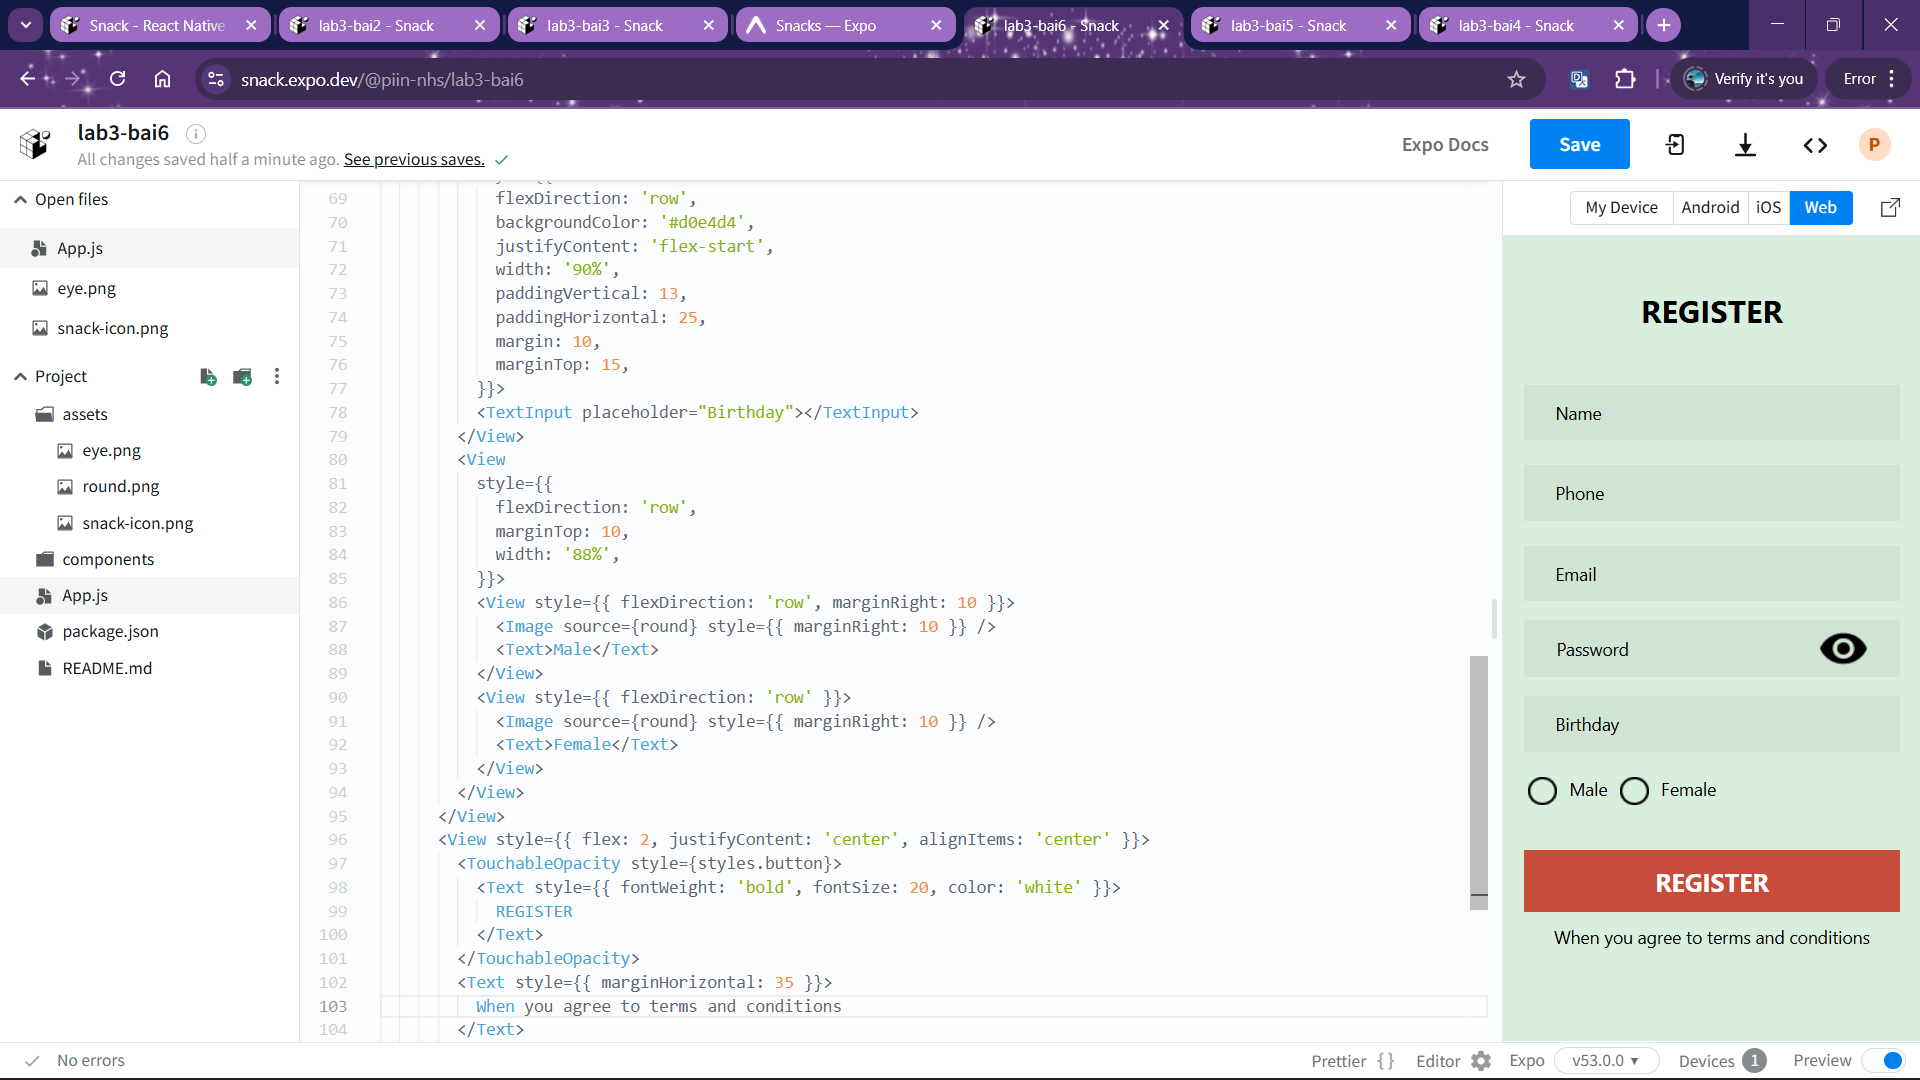 Snack - React Native
lab3-bai2 - Snack
lab3-bai3 - Snack
Snacks — Expo
lab3-bai6 - Snack
lab3-bai5 - Snack
lab3-bai4 - Snack
snack.expo.dev/@piin-nhs/lab3-bai6
Verify it's you
Error
lab3-bai6
All changes saved half a minute ago. See previous saves.
Expo Docs
Save
P
Open files
App.js
eye.png
snack-icon.png
Project
assets
eye.png
round.png
snack-icon.png
components
App.js
package.json
README.md
69 flexDirection: 'row',
70 backgroundColor: '#d0e4d4',
71 justifyContent: 'flex-start',
72 width: '90%',
73 paddingVertical: 13,
74 paddingHorizontal: 25,
75 margin: 10,
76 marginTop: 15,
77 }}>
78 <TextInput placeholder="Birthday"></TextInput>
79 </View>
80 <View
81 style={{
82 flexDirection: 'row',
83 marginTop: 10,
84 width: '88%',
85 }}>
86 <View style={{ flexDirection: 'row', marginRight: 10 }}>
87 <Image source={round} style={{ marginRight: 10 }} />
88 <Text>Male</Text>
89 </View>
90 <View style={{ flexDirection: 'row' }}>
91 <Image source={round} style={{ marginRight: 10 }} />
92 <Text>Female</Text>
93 </View>
94 </View>
95 </View>
96 <View style={{ flex: 2, justifyContent: 'center', alignItems: 'center' }}>
97 <TouchableOpacity style={styles.button}>
98 <Text style={{ fontWeight: 'bold', fontSize: 20, color: 'white' }}>
99 REGISTER
100 </Text>
101 </TouchableOpacity>
102 <Text style={{ marginHorizontal: 35 }}>
103 When you agree to terms and conditions
104 </Text>
My Device
Android
iOS
Web
REGISTER
Name
Phone
Email
Password
Birthday
Male
Female
REGISTER
When you agree to terms and conditions
No errors
Prettier {}
Editor
Expo
v53.0.0
Devices 1
Preview